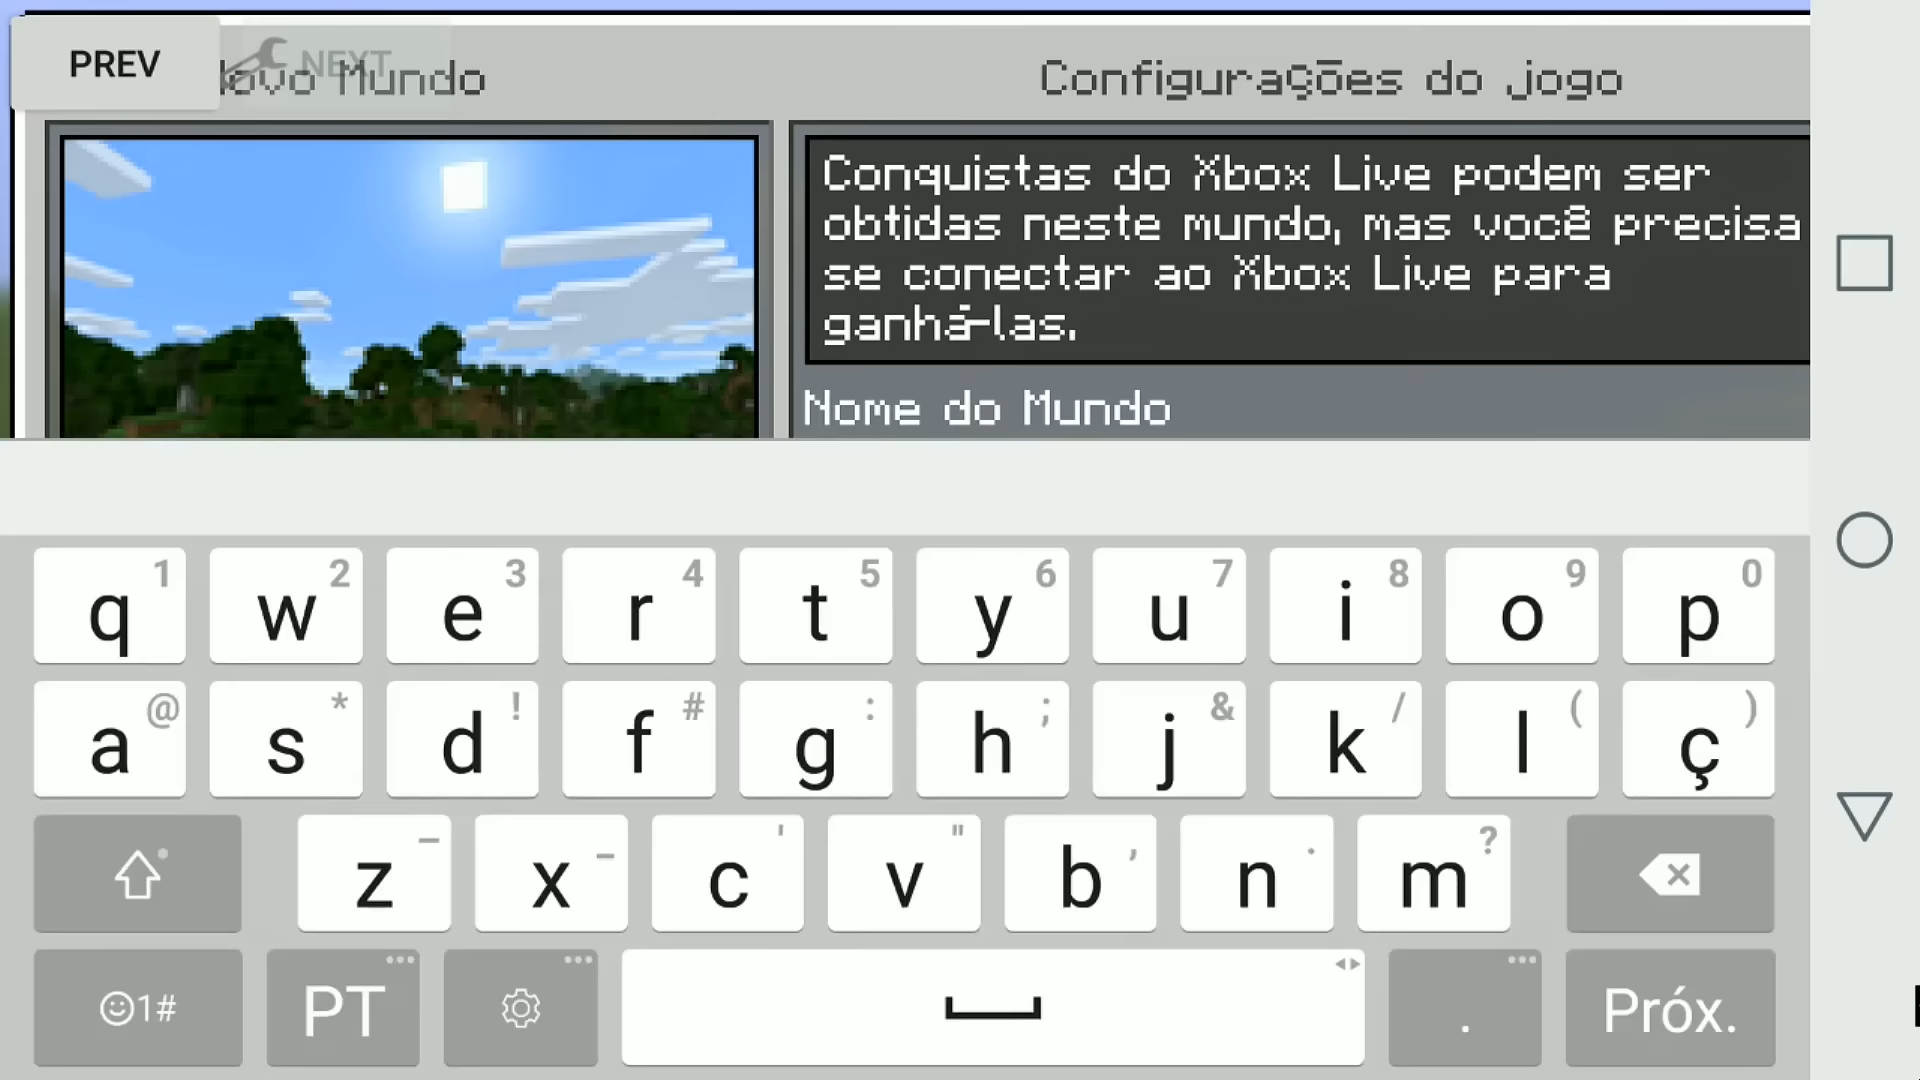 PREV
NEXT
Novo Mundo
Configurações do jogo
Conquistas do Xbox Live podem ser
obtidas neste mundo, mas você precisa
se conectar ao Xbox Live para
ganhá-las.
Nome do Mundo
1 2 3 4 5 6 7 8 9 0
q w e r t y u i o p
@ * ! # : ; & / ( )
a s d f g h j k l ç
– _ ' " , . ?
z x c v b n m
1# PT . Próx.